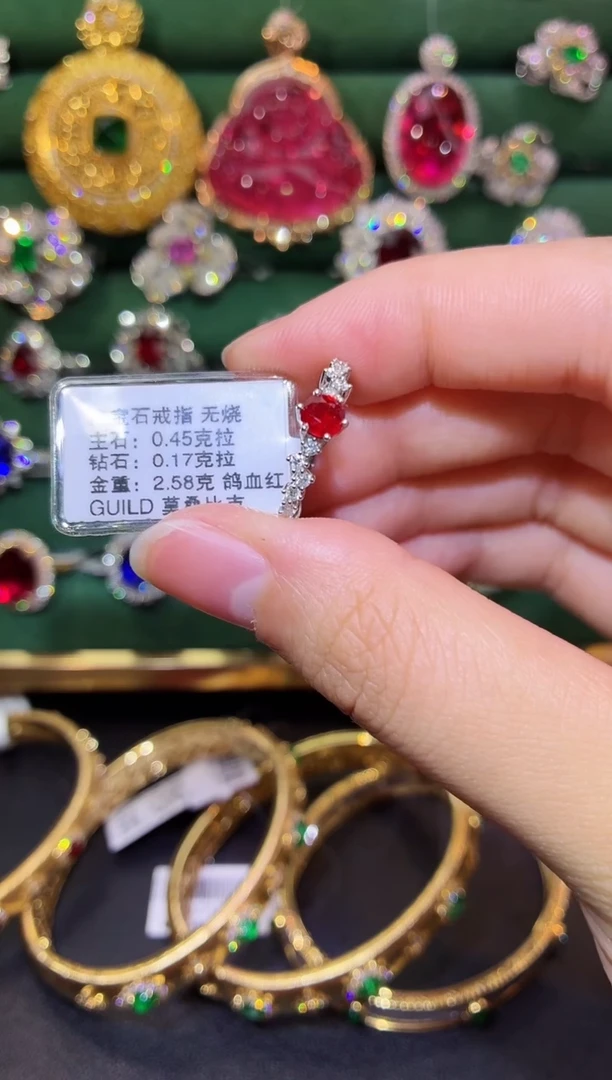 宝石戒指 无烧
主石：0.45克拉
钻石：0.17克拉
金重：2.58克 鸽血红
GUILD 莫桑比克